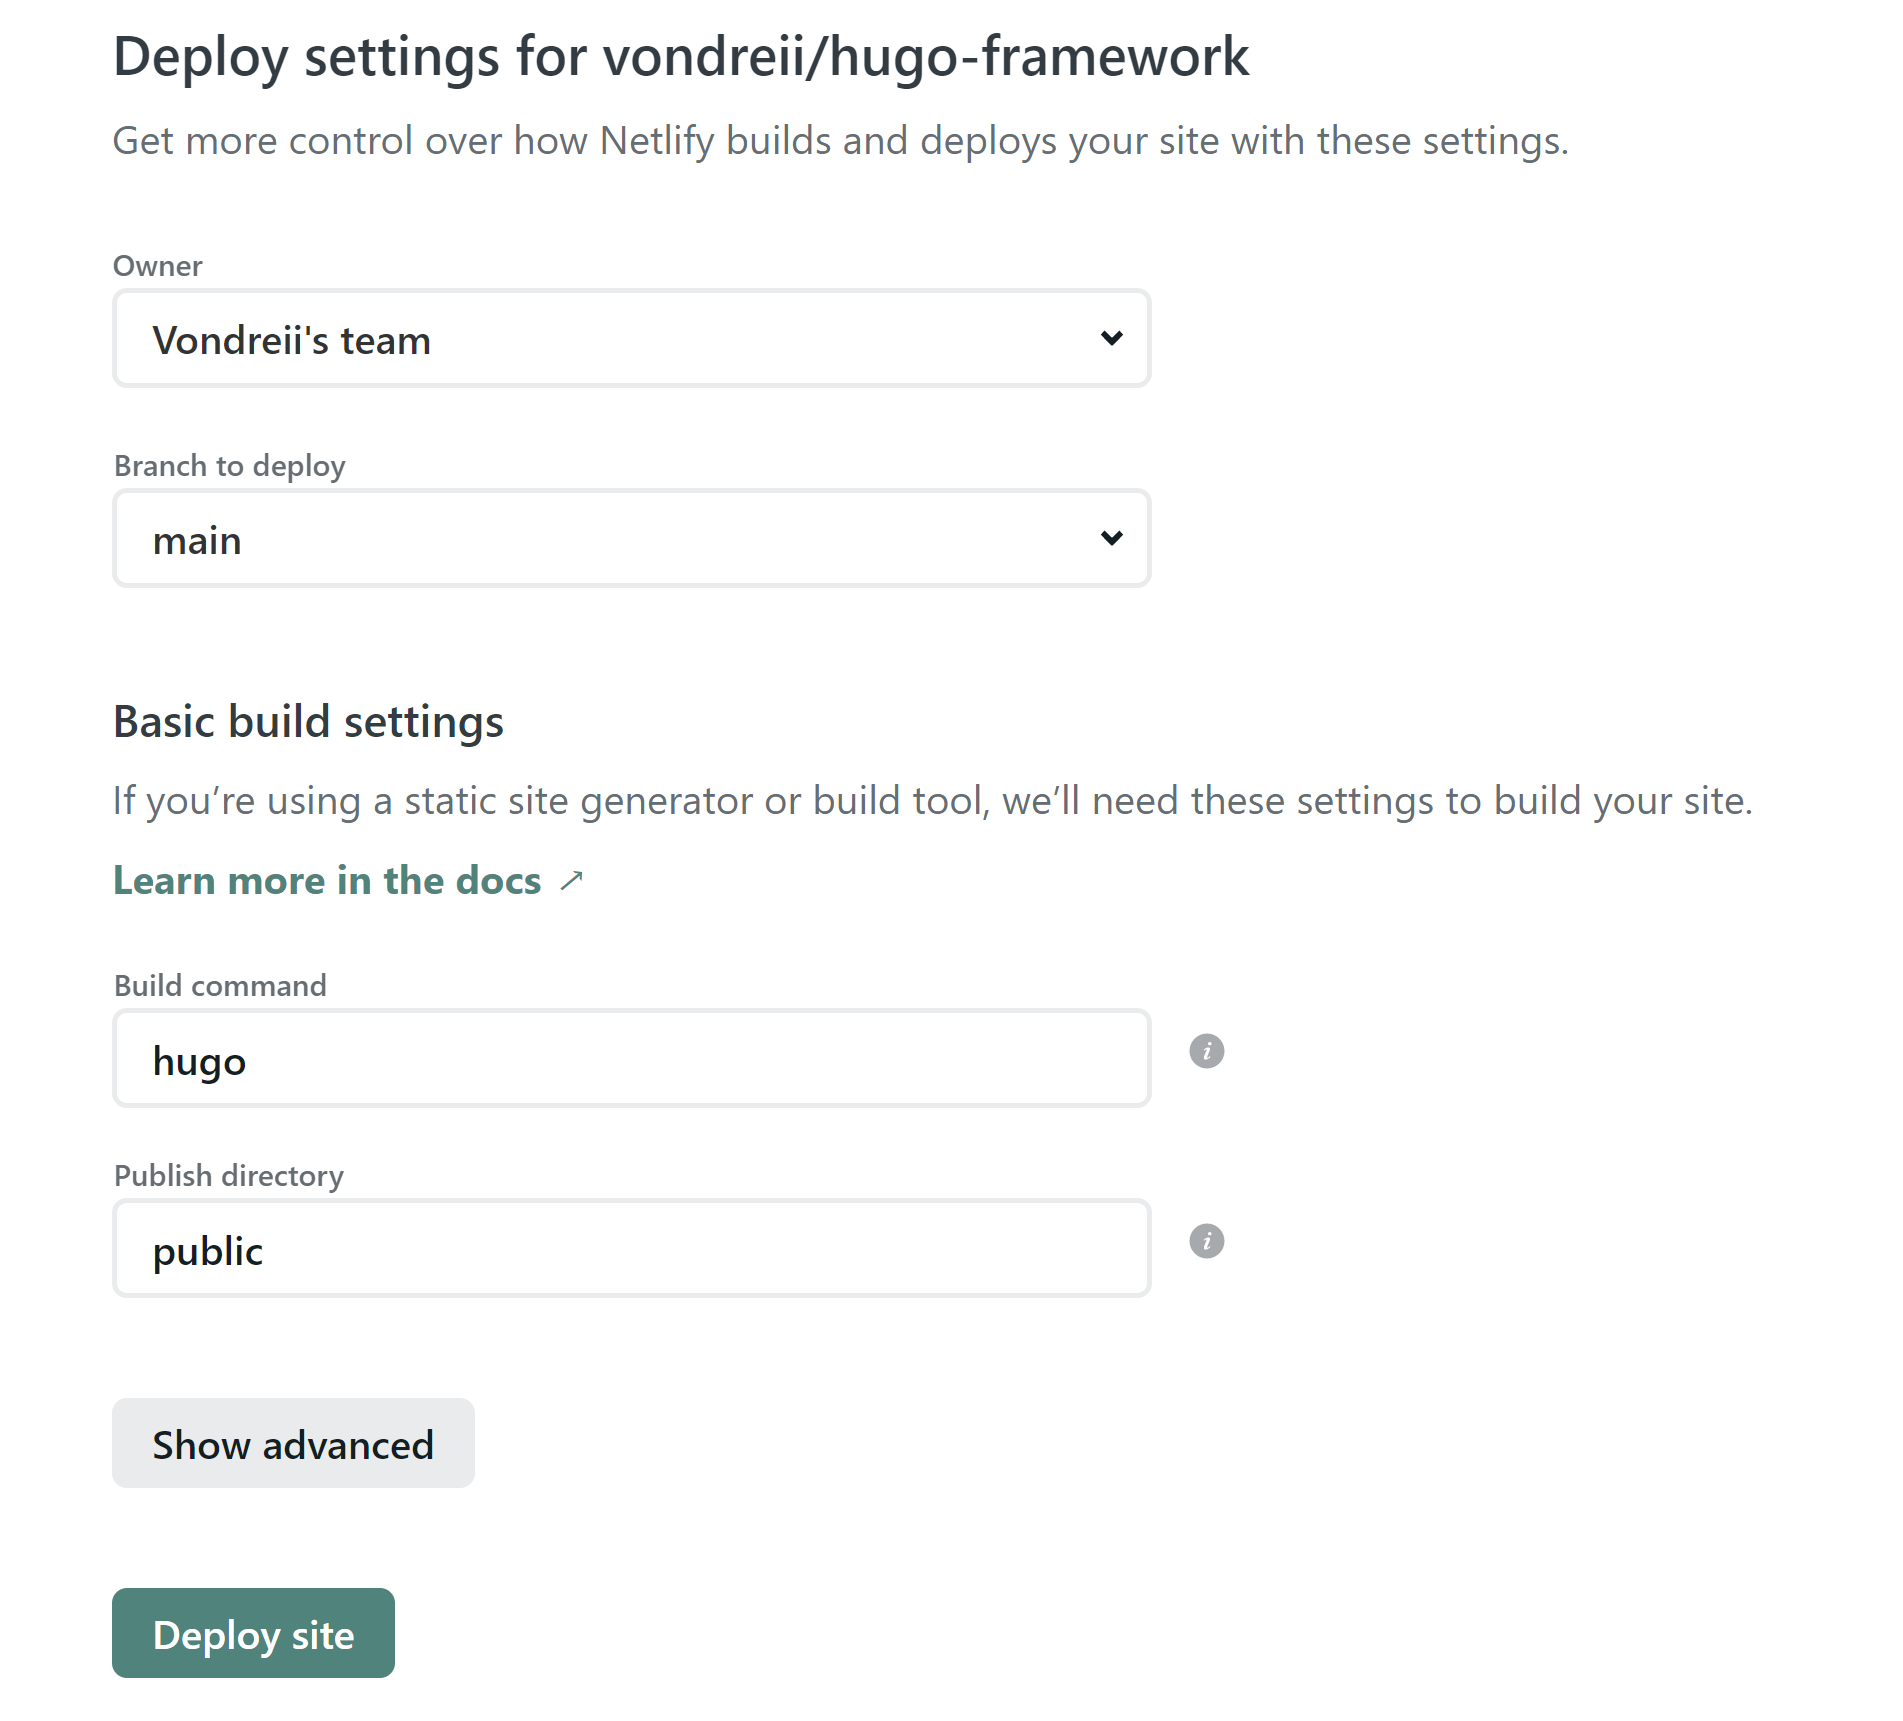 Deploy settings for vondreii/hugo-framework
Get more control over how Netlify builds and deploys your site with these settings.
Owner
Vondreii's team
Branch to deploy
main
Basic build settings
If you’re using a static site generator or build tool, we’ll need these settings to build your site.
Learn more in the docs ↗
Build command
hugo
i
Publish directory
public
i
Show advanced
Deploy site